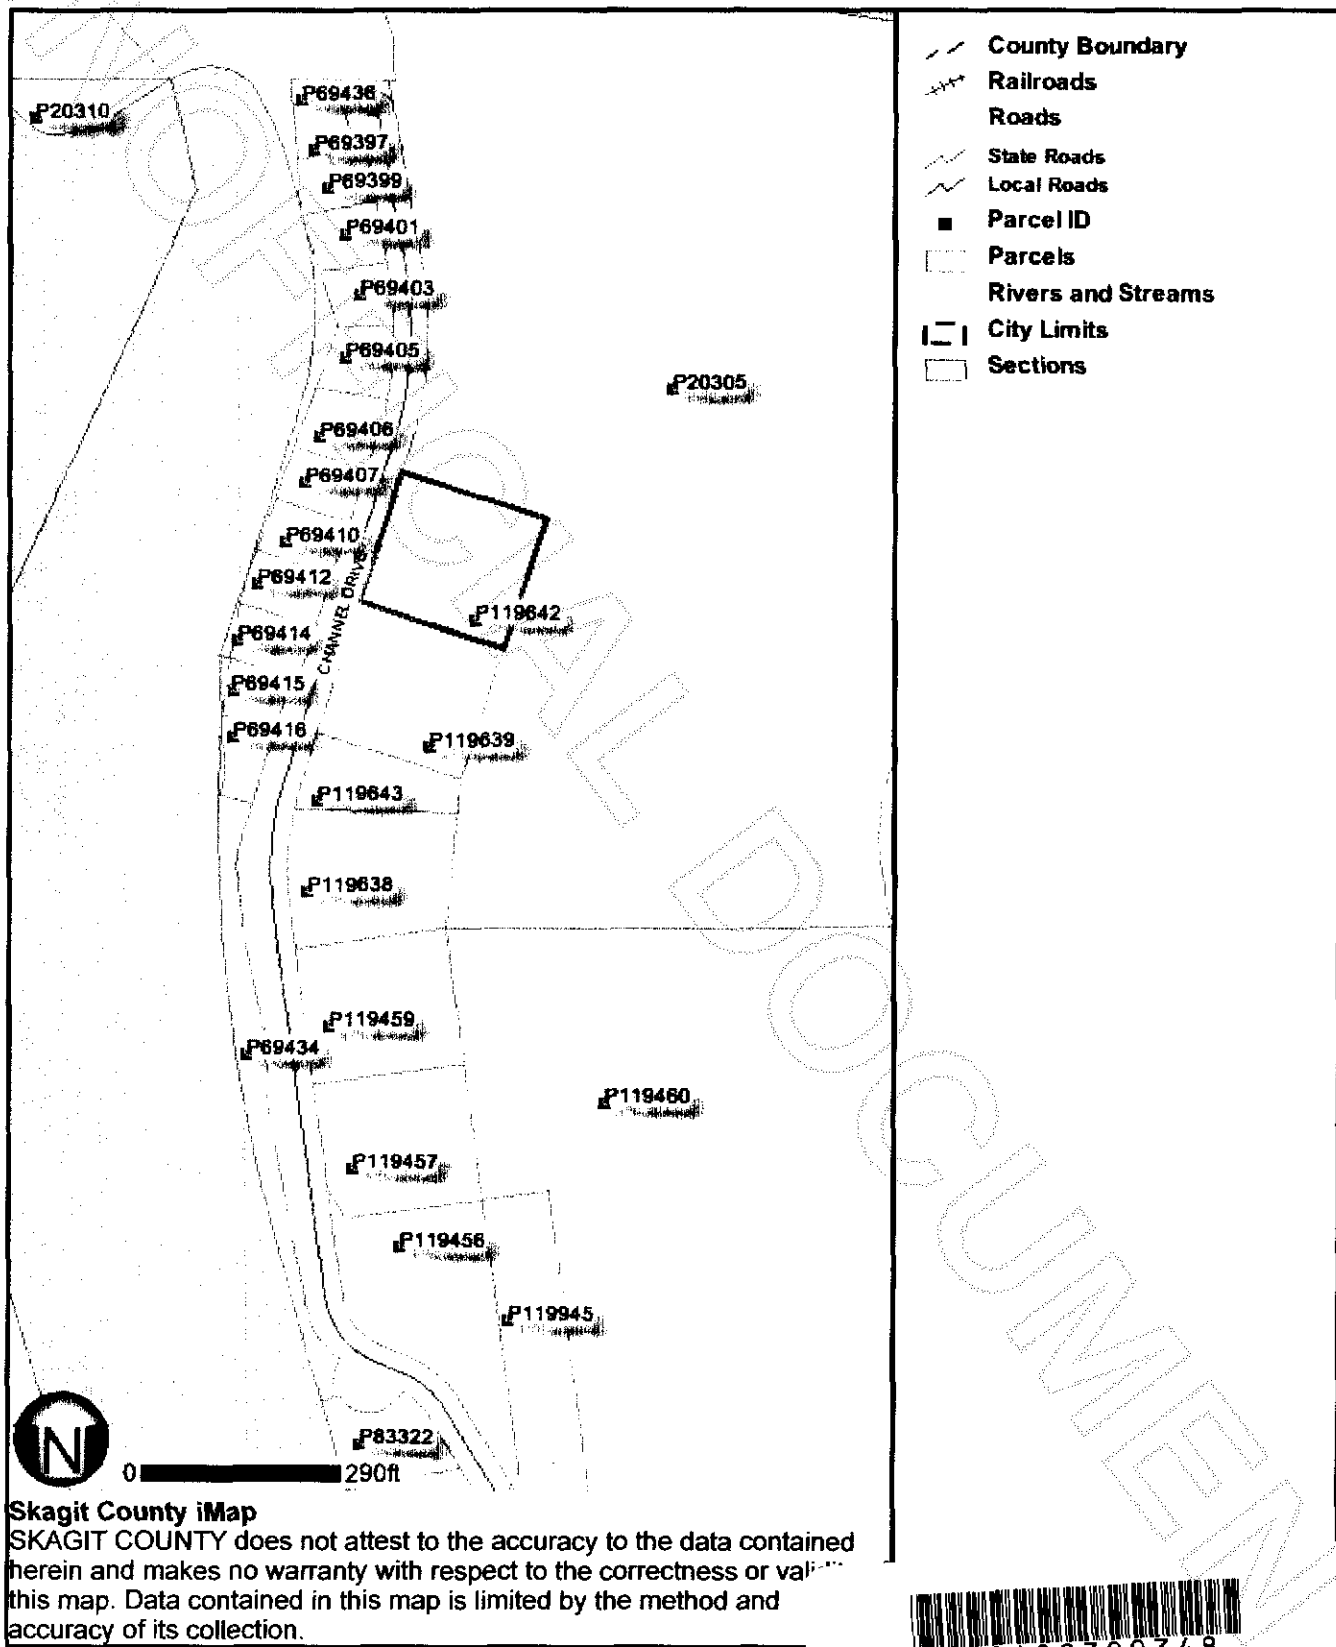 P20310
P69436
P69397
P69399
P69401
P69403
P69405
P20305
P69406
P69407
P69410
P69412
CHANNEL DRIVE
P119642
P69414
P69415
P69416
P119639
P119643
P119638
P119459
P69434
P119460
P119457
P119456
P119945
P83322
N
0 290ft
County Boundary
Railroads
Roads
State Roads
Local Roads
Parcel ID
Parcels
Rivers and Streams
City Limits
Sections
Skagit County iMap
SKAGIT COUNTY does not attest to the accuracy to the data contained
herein and makes no warranty with respect to the correctness or
this map. Data contained in this map is limited by the method and
accuracy of its collection.
UNOFFICIAL DOCUMEN